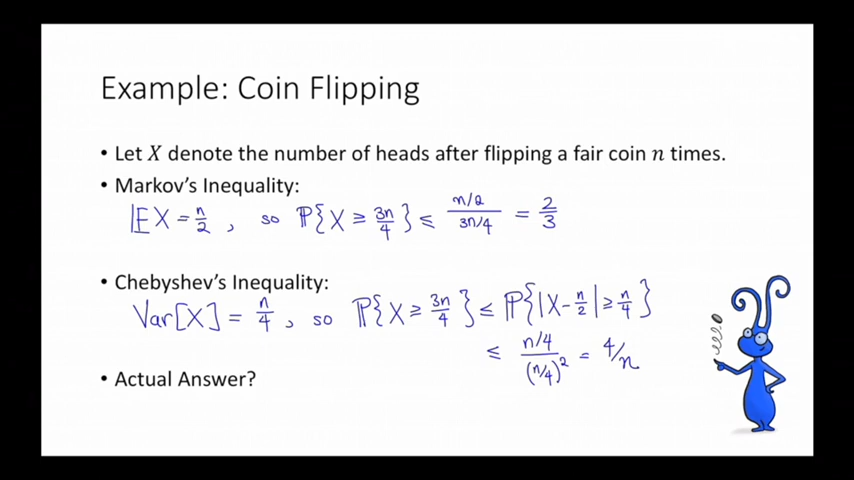 Example: Coin Flipping
• Let X denote the number of heads after flipping a fair coin n times.
• Markov's Inequality:
𝔼X = n/2 , so ℙ{X ≥ 3n/4} ≤ (n/2)/(3n/4) = 2/3
• Chebyshev's Inequality:
Var[X] = n/4 , so ℙ{X ≥ 3n/4} ≤ ℙ{|X - n/2| ≥ n/4}
≤ (n/4)/(n/4)² = 4/n
• Actual Answer?